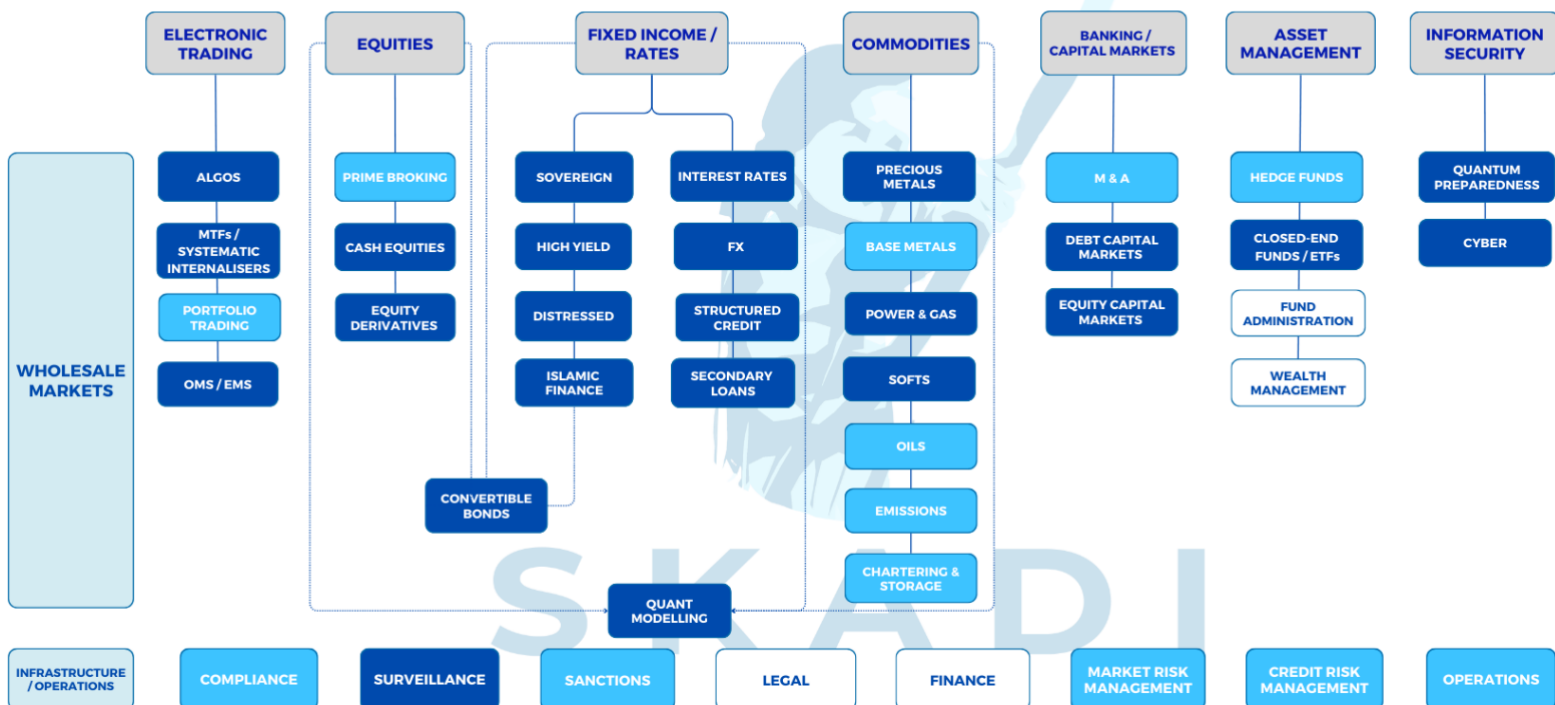 ELECTRONIC
TRADING
EQUITIES
FIXED INCOME /
RATES
COMMODITIES
BANKING /
CAPITAL MARKETS
ASSET
MANAGEMENT
INFORMATION
SECURITY
WHOLESALE
MARKETS
ALGOS
MTFs /
SYSTEMATIC
INTERNALISERS
PORTFOLIO
TRADING
OMS / EMS
PRIME BROKING
CASH EQUITIES
EQUITY
DERIVATIVES
SOVEREIGN
HIGH YIELD
DISTRESSED
ISLAMIC
FINANCE
INTEREST RATES
FX
STRUCTURED
CREDIT
SECONDARY
LOANS
CONVERTIBLE
BONDS
PRECIOUS
METALS
BASE METALS
POWER & GAS
SOFTS
OILS
EMISSIONS
CHARTERING &
STORAGE
M & A
DEBT CAPITAL
MARKETS
EQUITY CAPITAL
MARKETS
HEDGE FUNDS
CLOSED-END
FUNDS / ETFs
FUND
ADMINISTRATION
WEALTH
MANAGEMENT
QUANTUM
PREPAREDNESS
CYBER
QUANT
MODELLING
SKADI
INFRASTRUCTURE
/ OPERATIONS
COMPLIANCE
SURVEILLANCE
SANCTIONS
LEGAL
FINANCE
MARKET RISK
MANAGEMENT
CREDIT RISK
MANAGEMENT
OPERATIONS